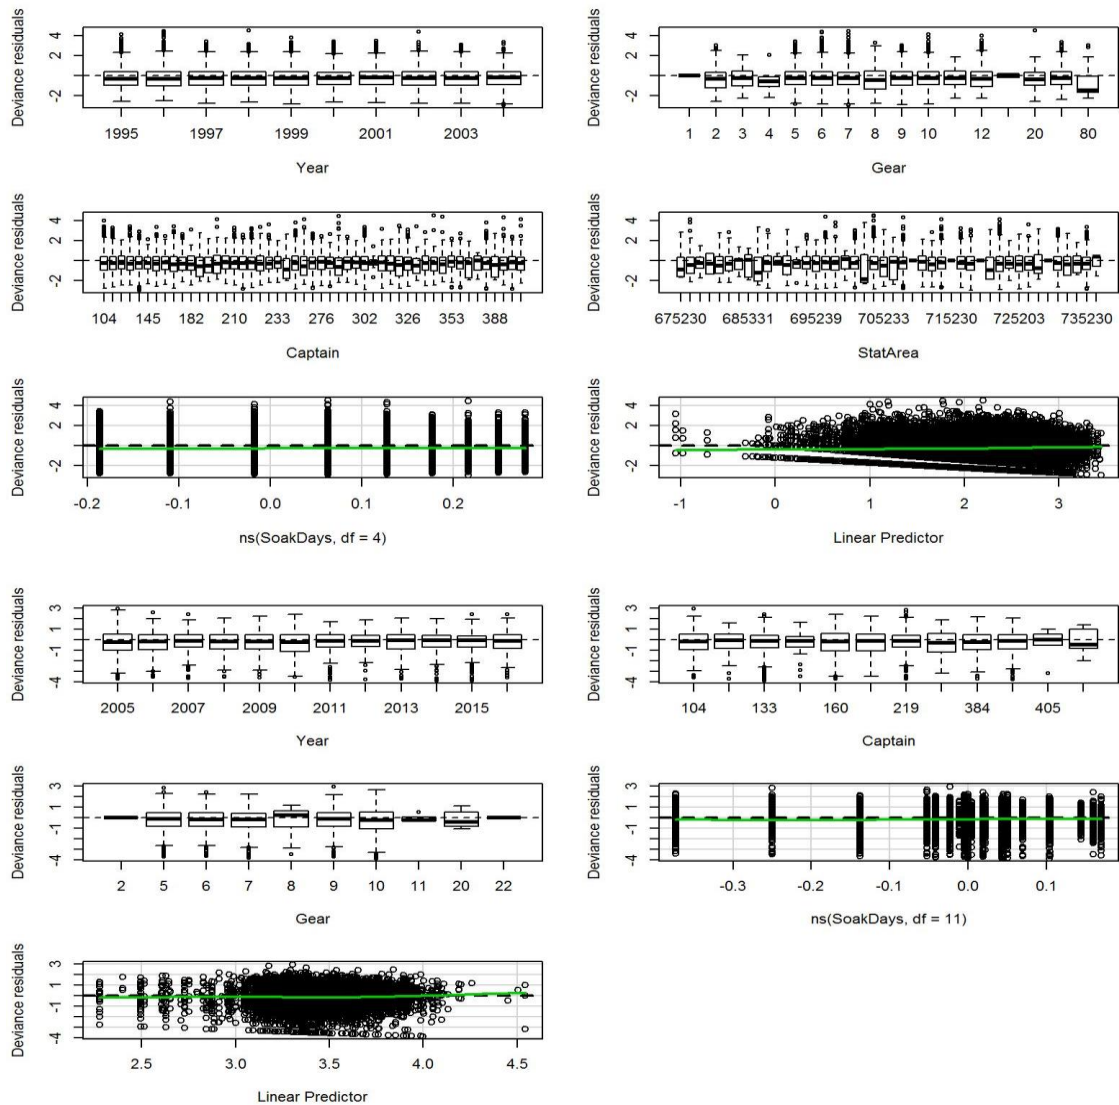 Deviance residuals
4
-2
1995 1997 1999 2001 2003
Year
Deviance residuals
4
-2
1 2 3 4 5 6 7 8 9 10 12 20 80
Gear
Deviance residuals
4
2
-2
104 145 182 210 233 276 302 326 353 388
Captain
Deviance residuals
4
2
-2
675230 685331 695239 705233 715230 725203 735230
StatArea
Deviance residuals
4
2
-2
-0.2 -0.1 0.0 0.1 0.2
ns(SoakDays, df = 4)
Deviance residuals
4
2
-2
-1 0 1 2 3
Linear Predictor
Deviance residuals
3
1
-1
-4
2005 2007 2009 2011 2013 2015
Year
Deviance residuals
3
1
-1
-4
104 133 160 219 384 405
Captain
Deviance residuals
3
1
-1
-4
2 5 6 7 8 9 10 11 20 22
Gear
Deviance residuals
3
1
-1
-4
-0.3 -0.2 -0.1 0.0 0.1
ns(SoakDays, df = 11)
Deviance residuals
3
1
-1
-4
2.5 3.0 3.5 4.0 4.5
Linear Predictor